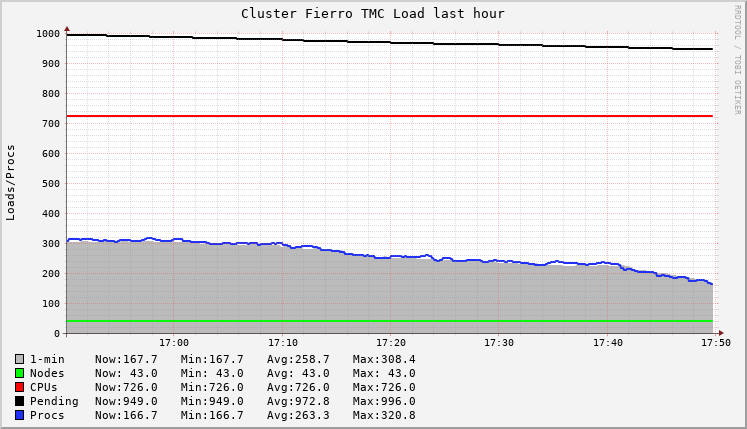 Cluster Fierro TMC Load last hour
RRDTOOL / TOBI OETIKER
Loads/Procs
1000
900
800
700
600
500
400
300
200
100
0
17:00 17:10 17:20 17:30 17:40 17:50
1-min Now:167.7 Min:167.7 Avg:258.7 Max:308.4
Nodes Now: 43.0 Min: 43.0 Avg: 43.0 Max: 43.0
CPUs Now:726.0 Min:726.0 Avg:726.0 Max:726.0
Pending Now:949.0 Min:949.0 Avg:972.8 Max:996.0
Procs Now:166.7 Min:166.7 Avg:263.3 Max:320.8